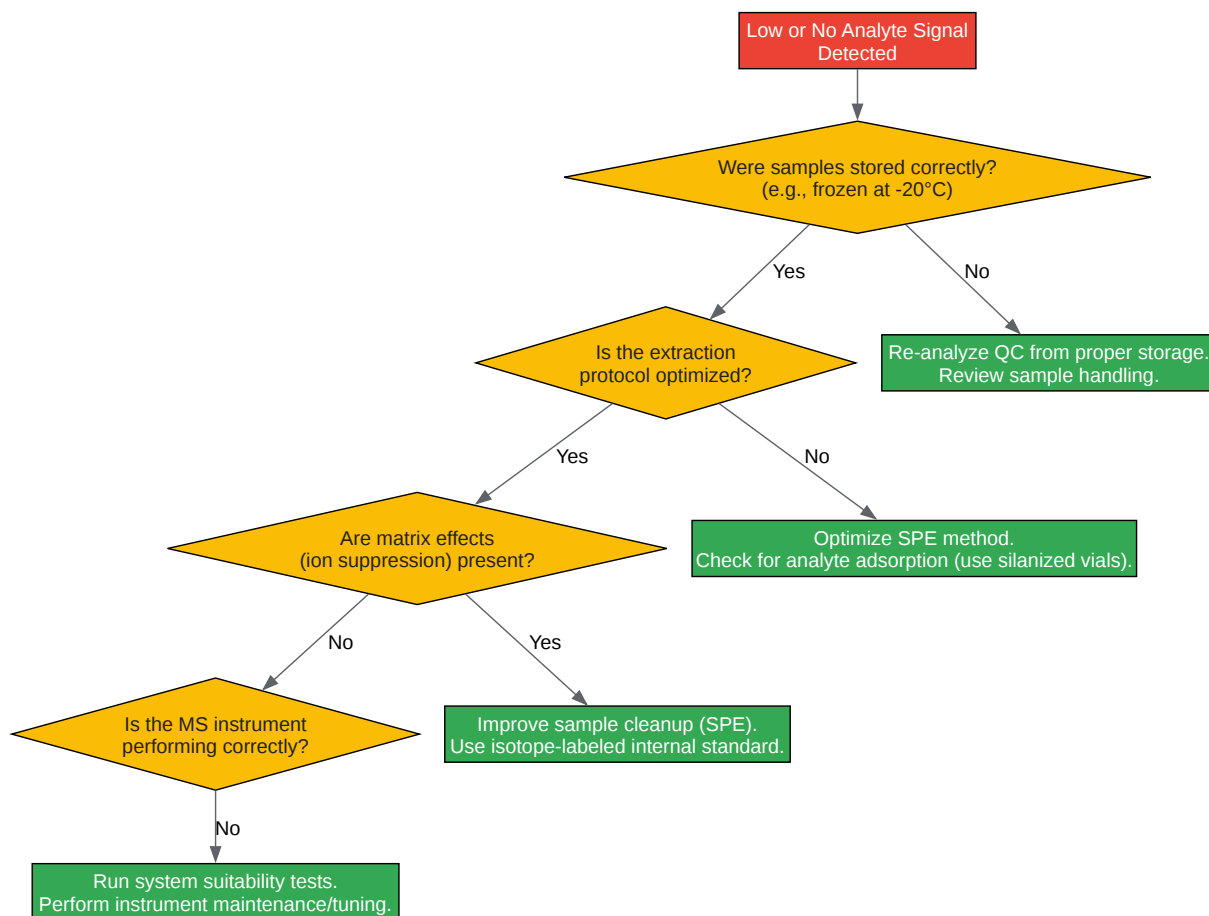 Low or No Analyte Signal
Detected
Were samples stored correctly?
(e.g., frozen at -20°C)
Yes
No
Is the extraction
protocol optimized?
Re-analyze QC from proper storage.
Review sample handling.
Yes
No
Are matrix effects
(ion suppression) present?
Optimize SPE method.
Check for analyte adsorption (use silanized vials).
No
Yes
Is the MS instrument
performing correctly?
Improve sample cleanup (SPE).
Use isotope-labeled internal standard.
No
Run system suitability tests.
Perform instrument maintenance/tuning.